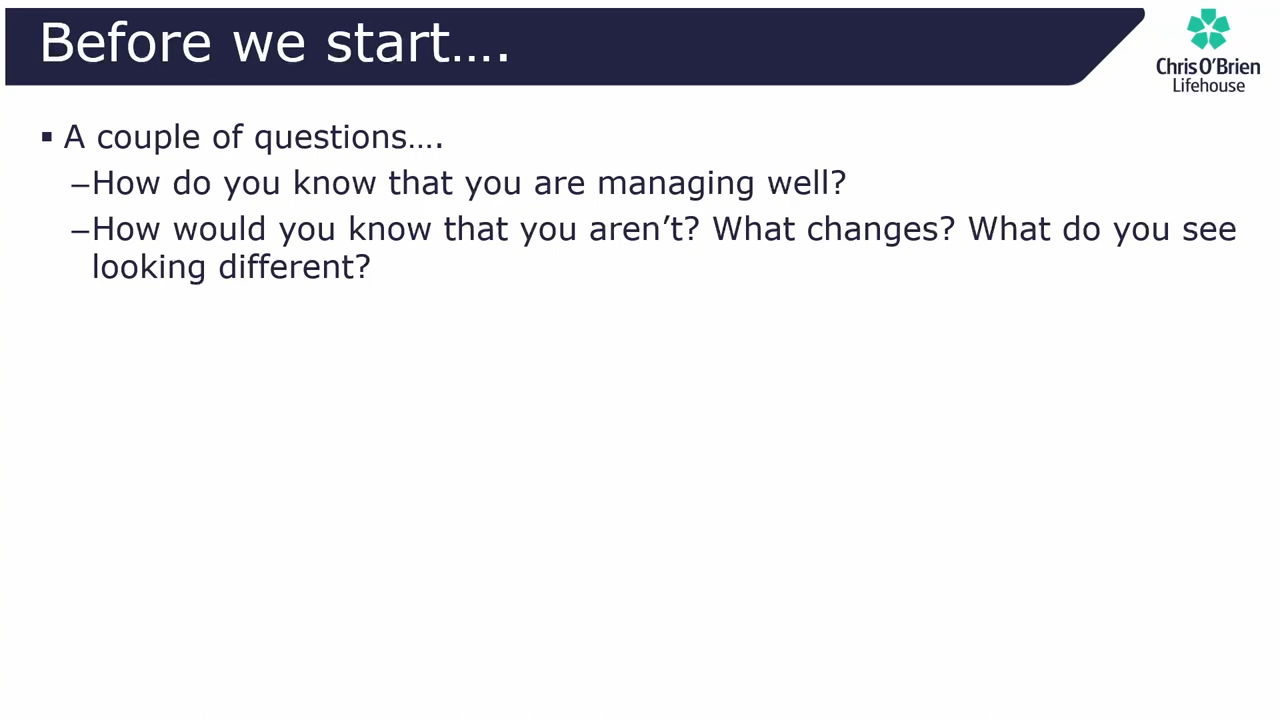 Before we start….
Chris O’Brien
Lifehouse
▪ A couple of questions….
–How do you know that you are managing well?
–How would you know that you aren’t? What changes? What do you see
looking different?